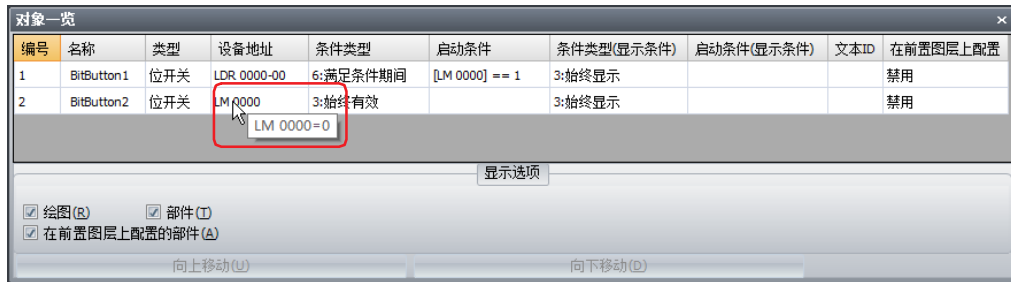 对象一览 ×
编号 名称 类型 设备地址 条件类型 启动条件 条件类型(显示条件) 启动条件(显示条件) 文本ID 在前置图层上配置
1 BitButton1 位开关 LDR 0000-00 6:满足条件期间 [LM 0000] == 1 3:始终显示 禁用
2 BitButton2 位开关 LM 0000 3:始终有效 3:始终显示 禁用
LM 0000=0
显示选项
绘图(R) 部件(T)
在前置图层上配置的部件(A)
向上移动(U) 向下移动(D)